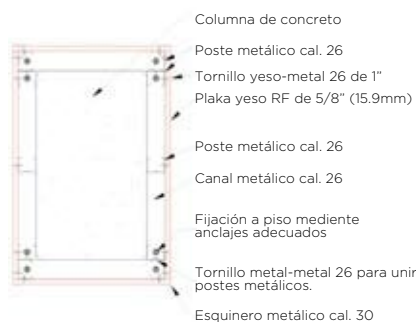 Columna de concreto
Poste metálico cal. 26
Tornillo yeso-metal 26 de 1”
Plaka yeso RF de 5/8” (15.9mm)
Poste metálico cal. 26
Canal metálico cal. 26
Fijación a piso mediante
anclajes adecuados
Tornillo metal-metal 26 para unir
postes metálicos.
Esquinero metálico cal. 30